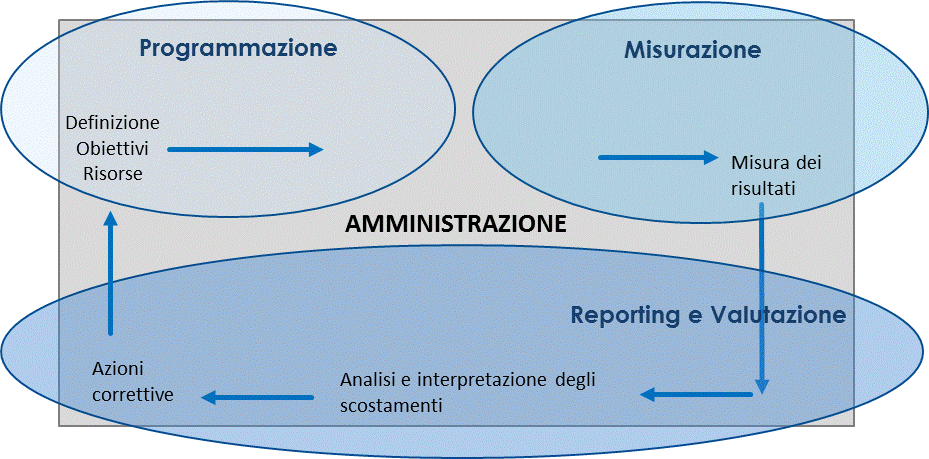 Programmazione
Misurazione
Definizione
Obiettivi
Risorse
Misura dei
risultati
AMMINISTRAZIONE
Reporting e Valutazione
Azioni
correttive
Analisi e interpretazione degli
scostamenti